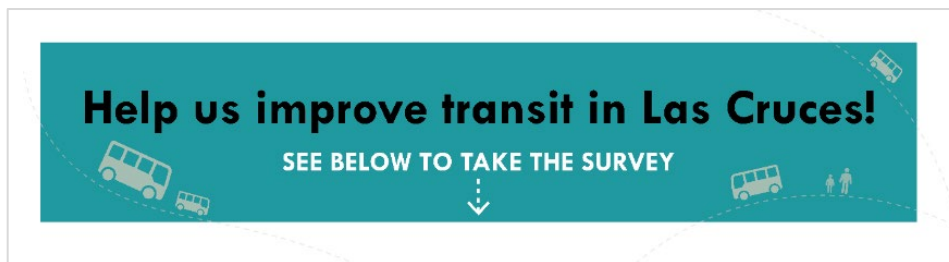 Help us improve transit in Las Cruces!
SEE BELOW TO TAKE THE SURVEY